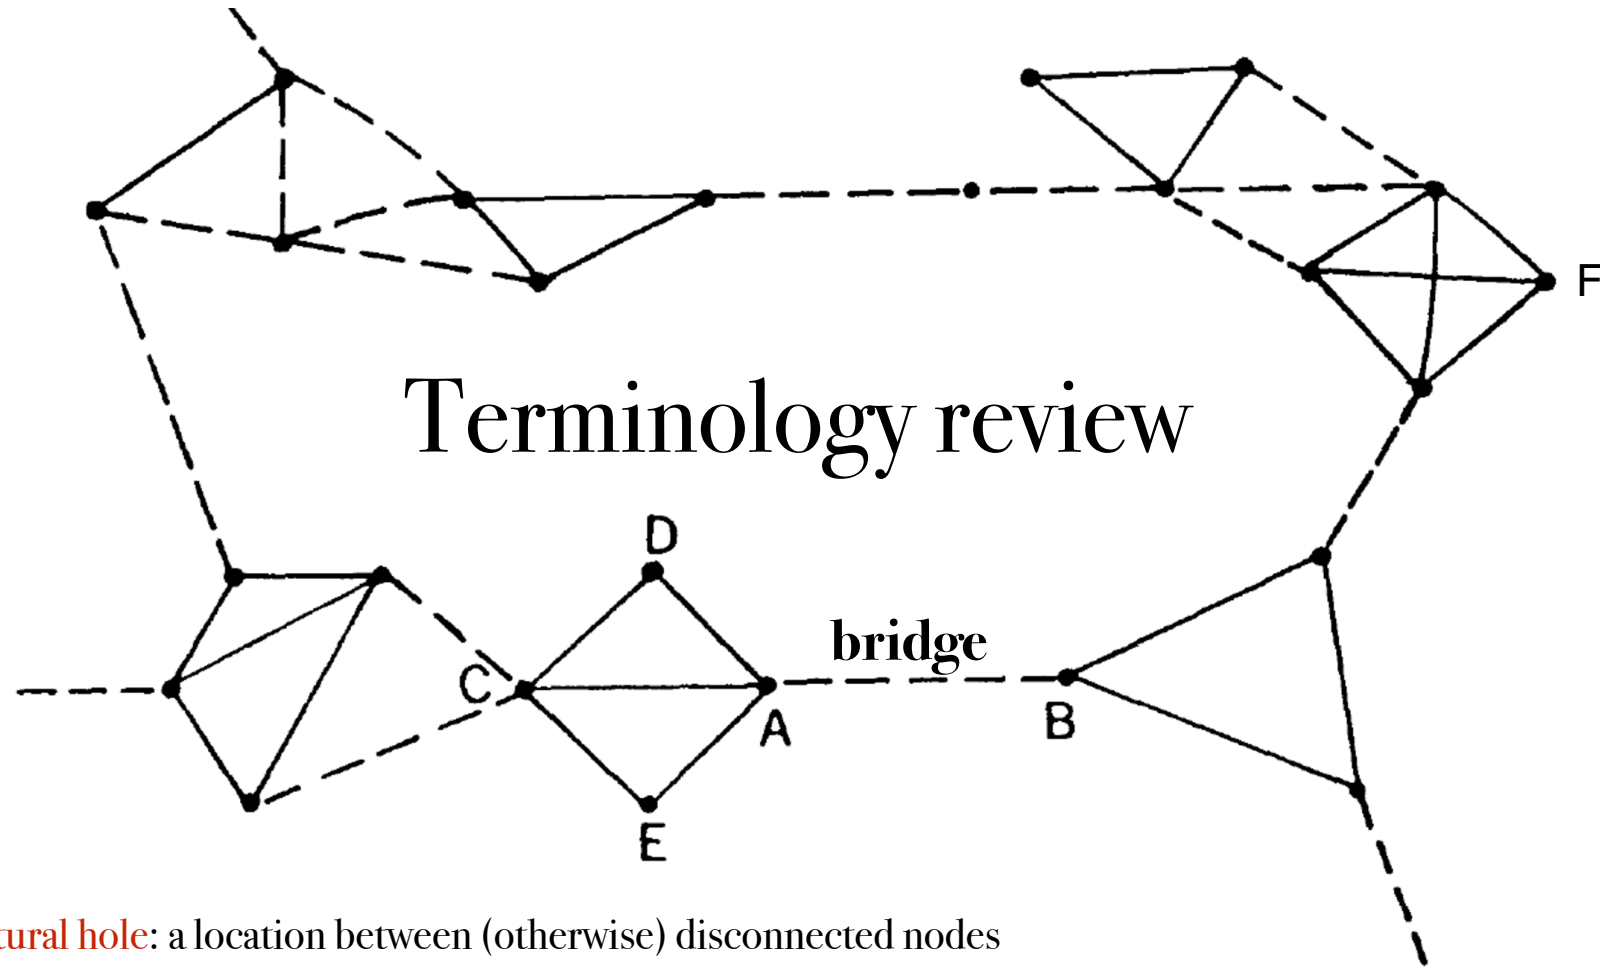 F
Terminology review
D
bridge
C
A
B
E
tural hole: a location between (otherwise) disconnected nodes